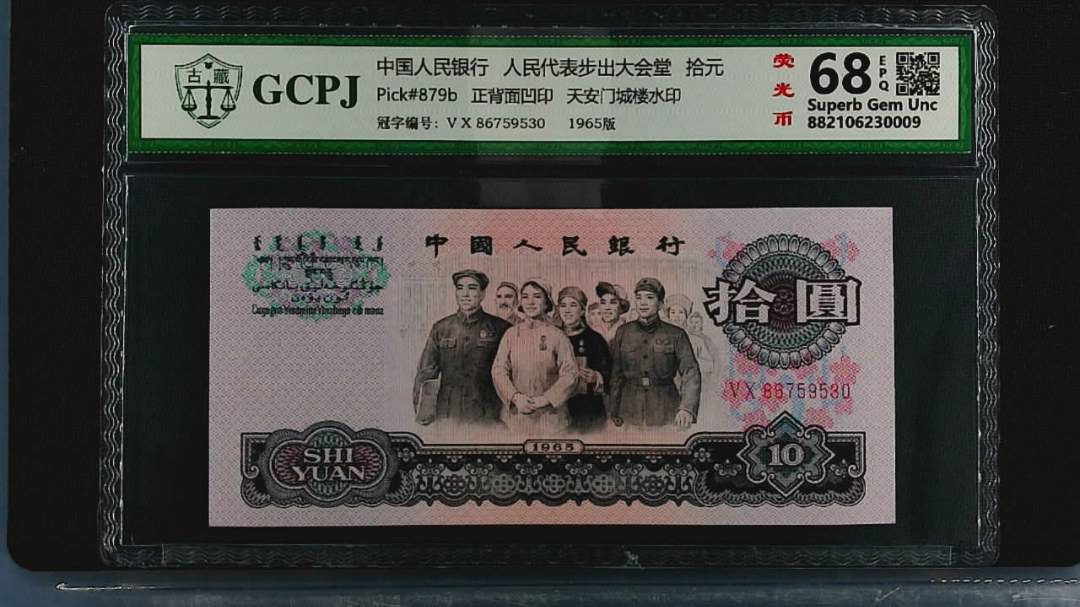 古藏
GCPJ
中国人民银行 人民代表步出大会堂 拾元
Pick#879b 正背面凹印 天安门城楼水印
冠字编号：V X 86759530 1965版
荧光币
68 EPQ
Superb Gem Unc
882106230009
中國人民銀行
拾圓
VX 86759530
1965
SHI
YUAN
10